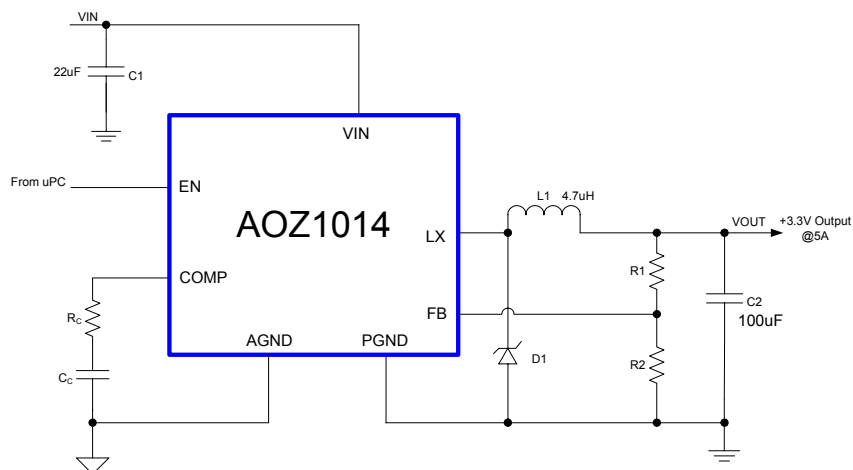 VIN
22uF
C1
VIN
From uPC
EN
AOZ1014
L1 4.7uH
LX
VOUT
+3.3V Output
@5A
COMP
R1
C2
100uF
FB
RC
AGND
PGND
D1
R2
CC